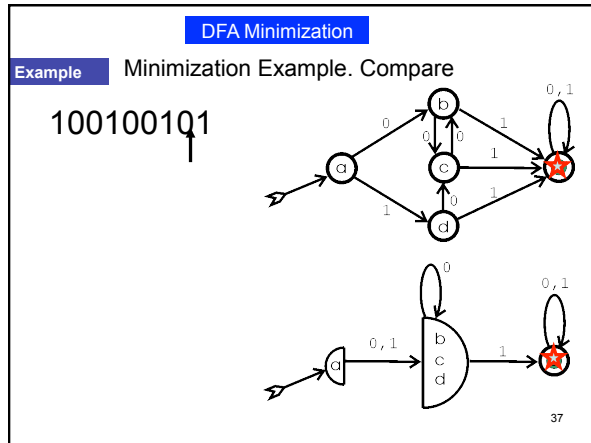 DFA Minimization
Example
Minimization Example. Compare
100100101
b
0,1
0
1
0
0
a
c
1
1
0
1
d
0
0,1
b
a
0,1
c
1
d
37